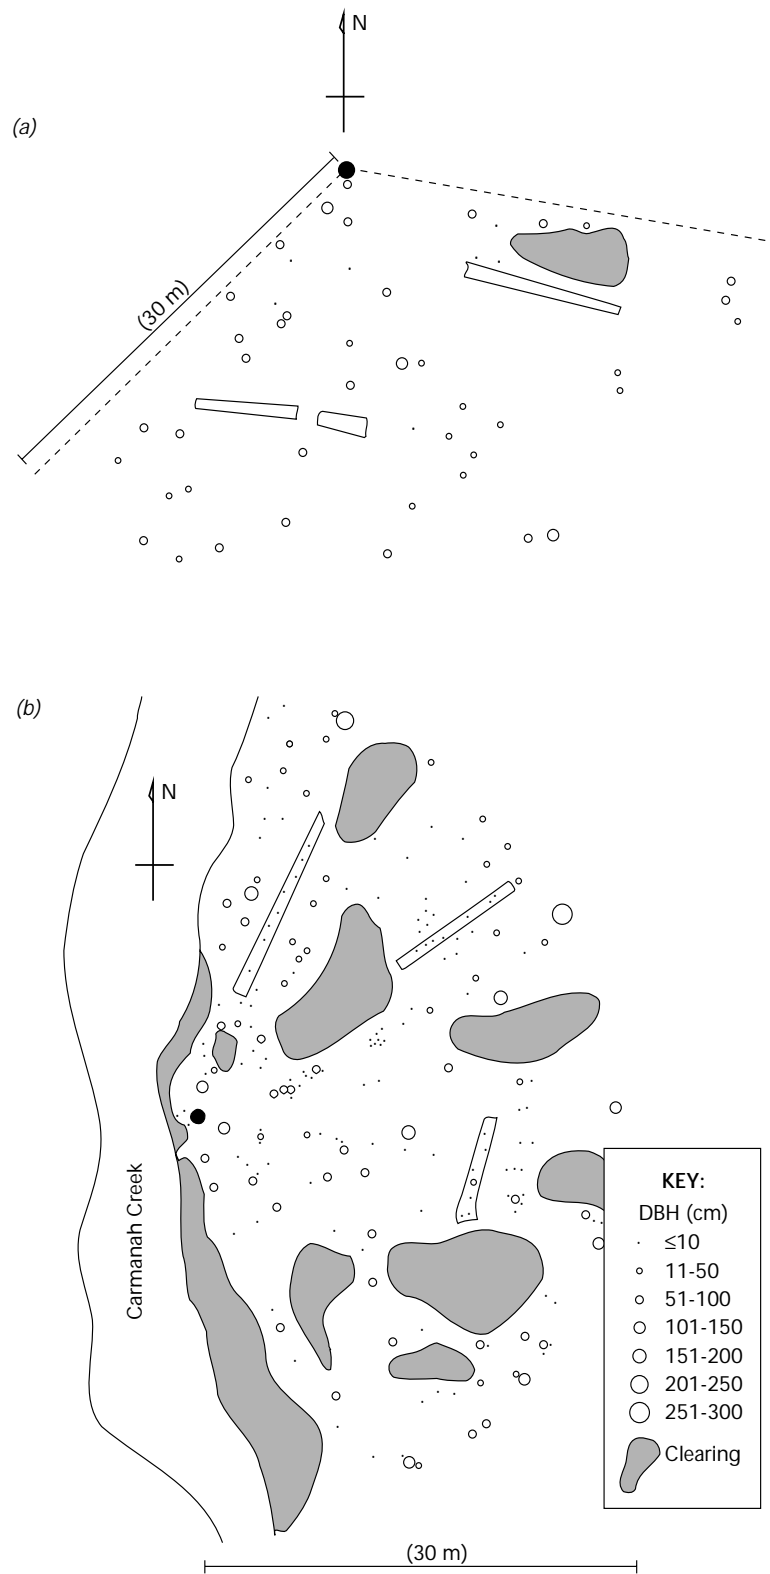 N
(a)
(30 m)
(b)
N
Carmanah Creek
KEY:
DBH (cm)
≤10
11-50
51-100
101-150
151-200
201-250
251-300
Clearing
(30 m)